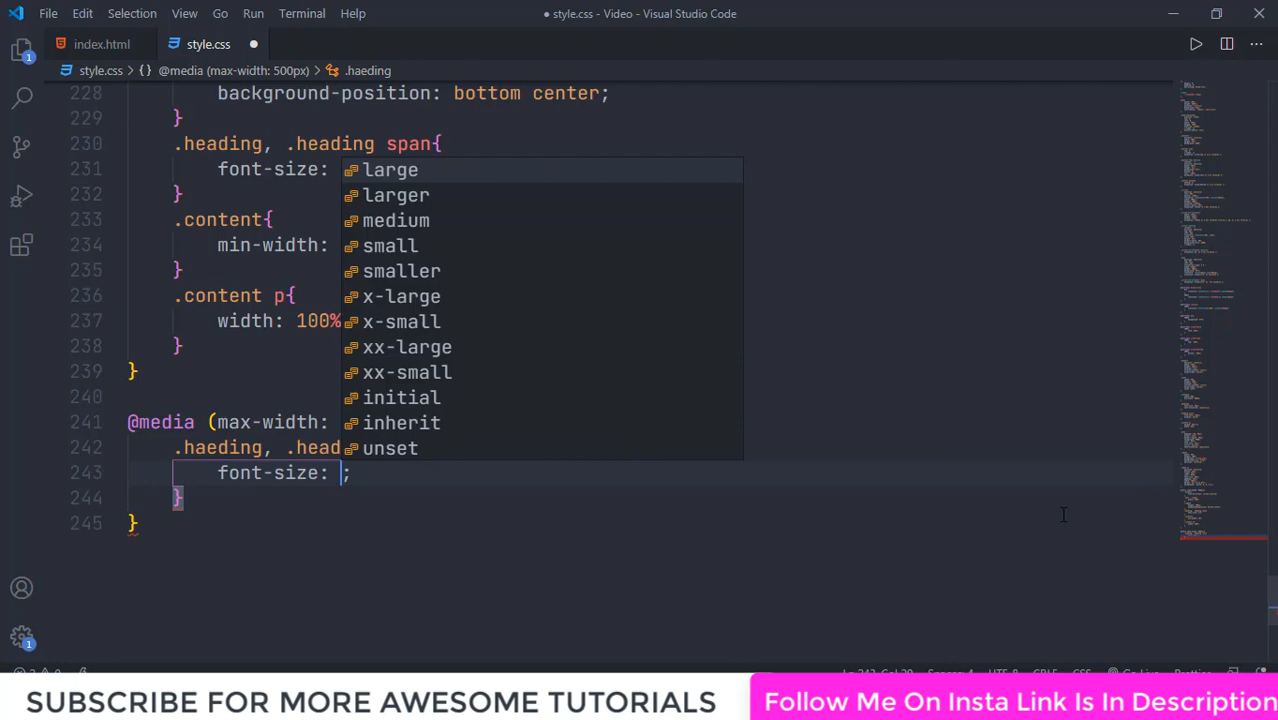 File Edit Selection View Go Run Terminal Help
● style.css - Video - Visual Studio Code
index.html style.css
style.css > {} @media (max-width: 500px) > .haeding
228 background-position: bottom center;
229 }
230 .heading, .heading span{
231 font-size:
232 }
233 .content{
234 min-width:
235 }
236 .content p{
237 width: 100%
238 }
239 }
240
241 @media (max-width:
242 .haeding, .head
243 font-size: ;
244 }
245 }
large
larger
medium
small
smaller
x-large
x-small
xx-large
xx-small
initial
inherit
unset
1
1
SUBSCRIBE FOR MORE AWESOME TUTORIALS
Follow Me On Insta Link Is In Description